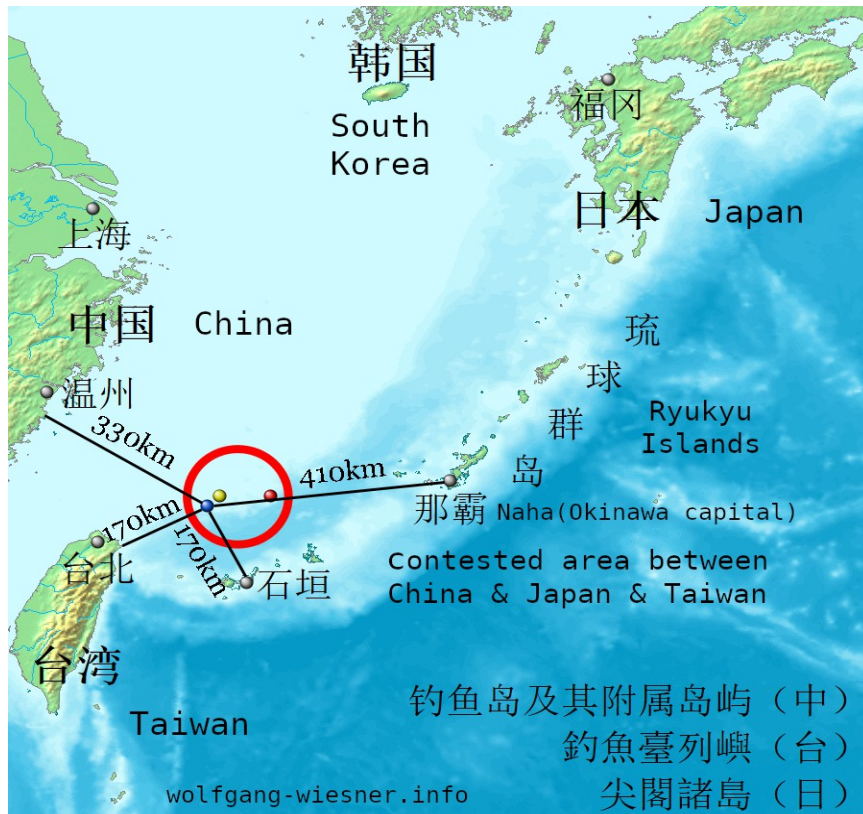 韩国
South
Korea
福冈
日本
Japan
上海
中国
China
琉
球
群
岛
Ryukyu
Islands
温州
330km
410km
那霸
Naha(Okinawa capital)
170km
170km
台北
石垣
Contested area between
China & Japan & Taiwan
台湾
Taiwan
钓鱼岛及其附属岛屿（中）
釣魚臺列嶼（台）
尖閣諸島（日）
wolfgang-wiesner.info